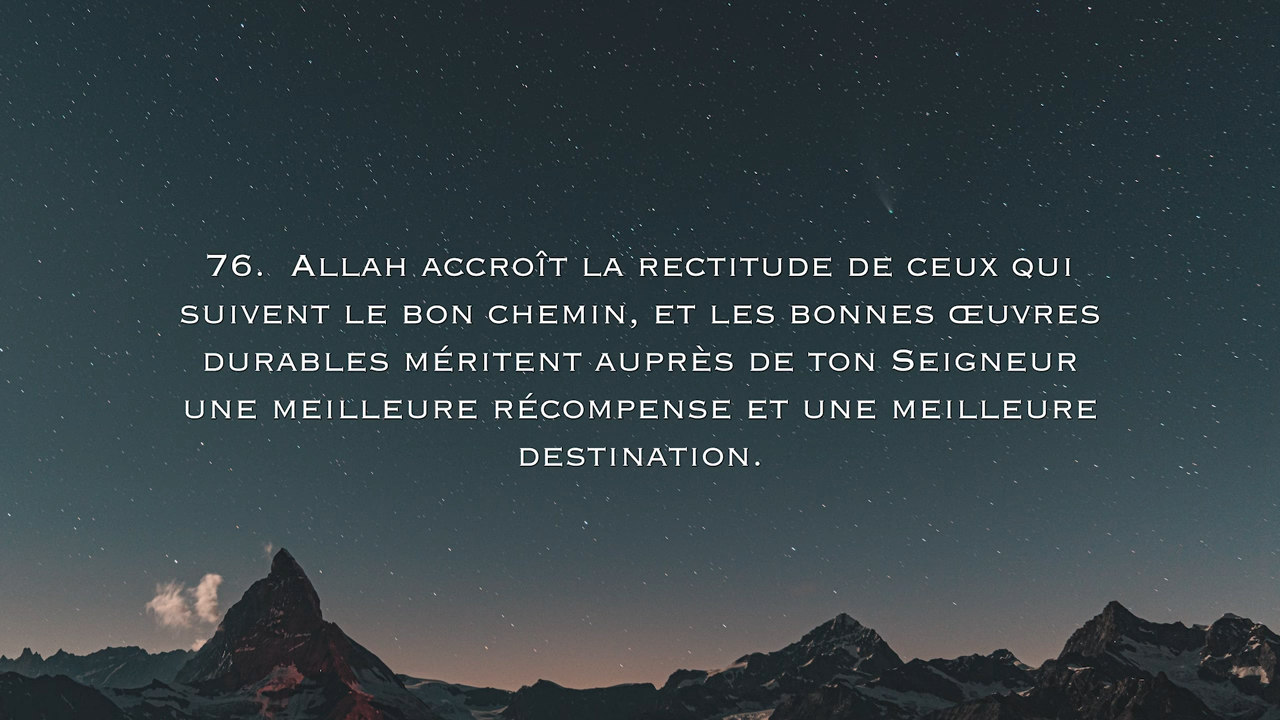 76. Allah accroît la rectitude de ceux qui
suivent le bon chemin, et les bonnes œuvres
durables méritent auprès de ton Seigneur
une meilleure récompense et une meilleure
destination.